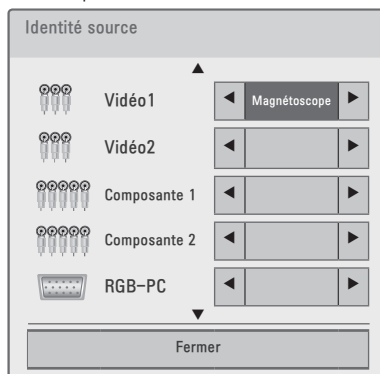 Identité source
Vidéo1
Magnétoscope
Vidéo2
Composante 1
Composante 2
RGB-PC
Fermer